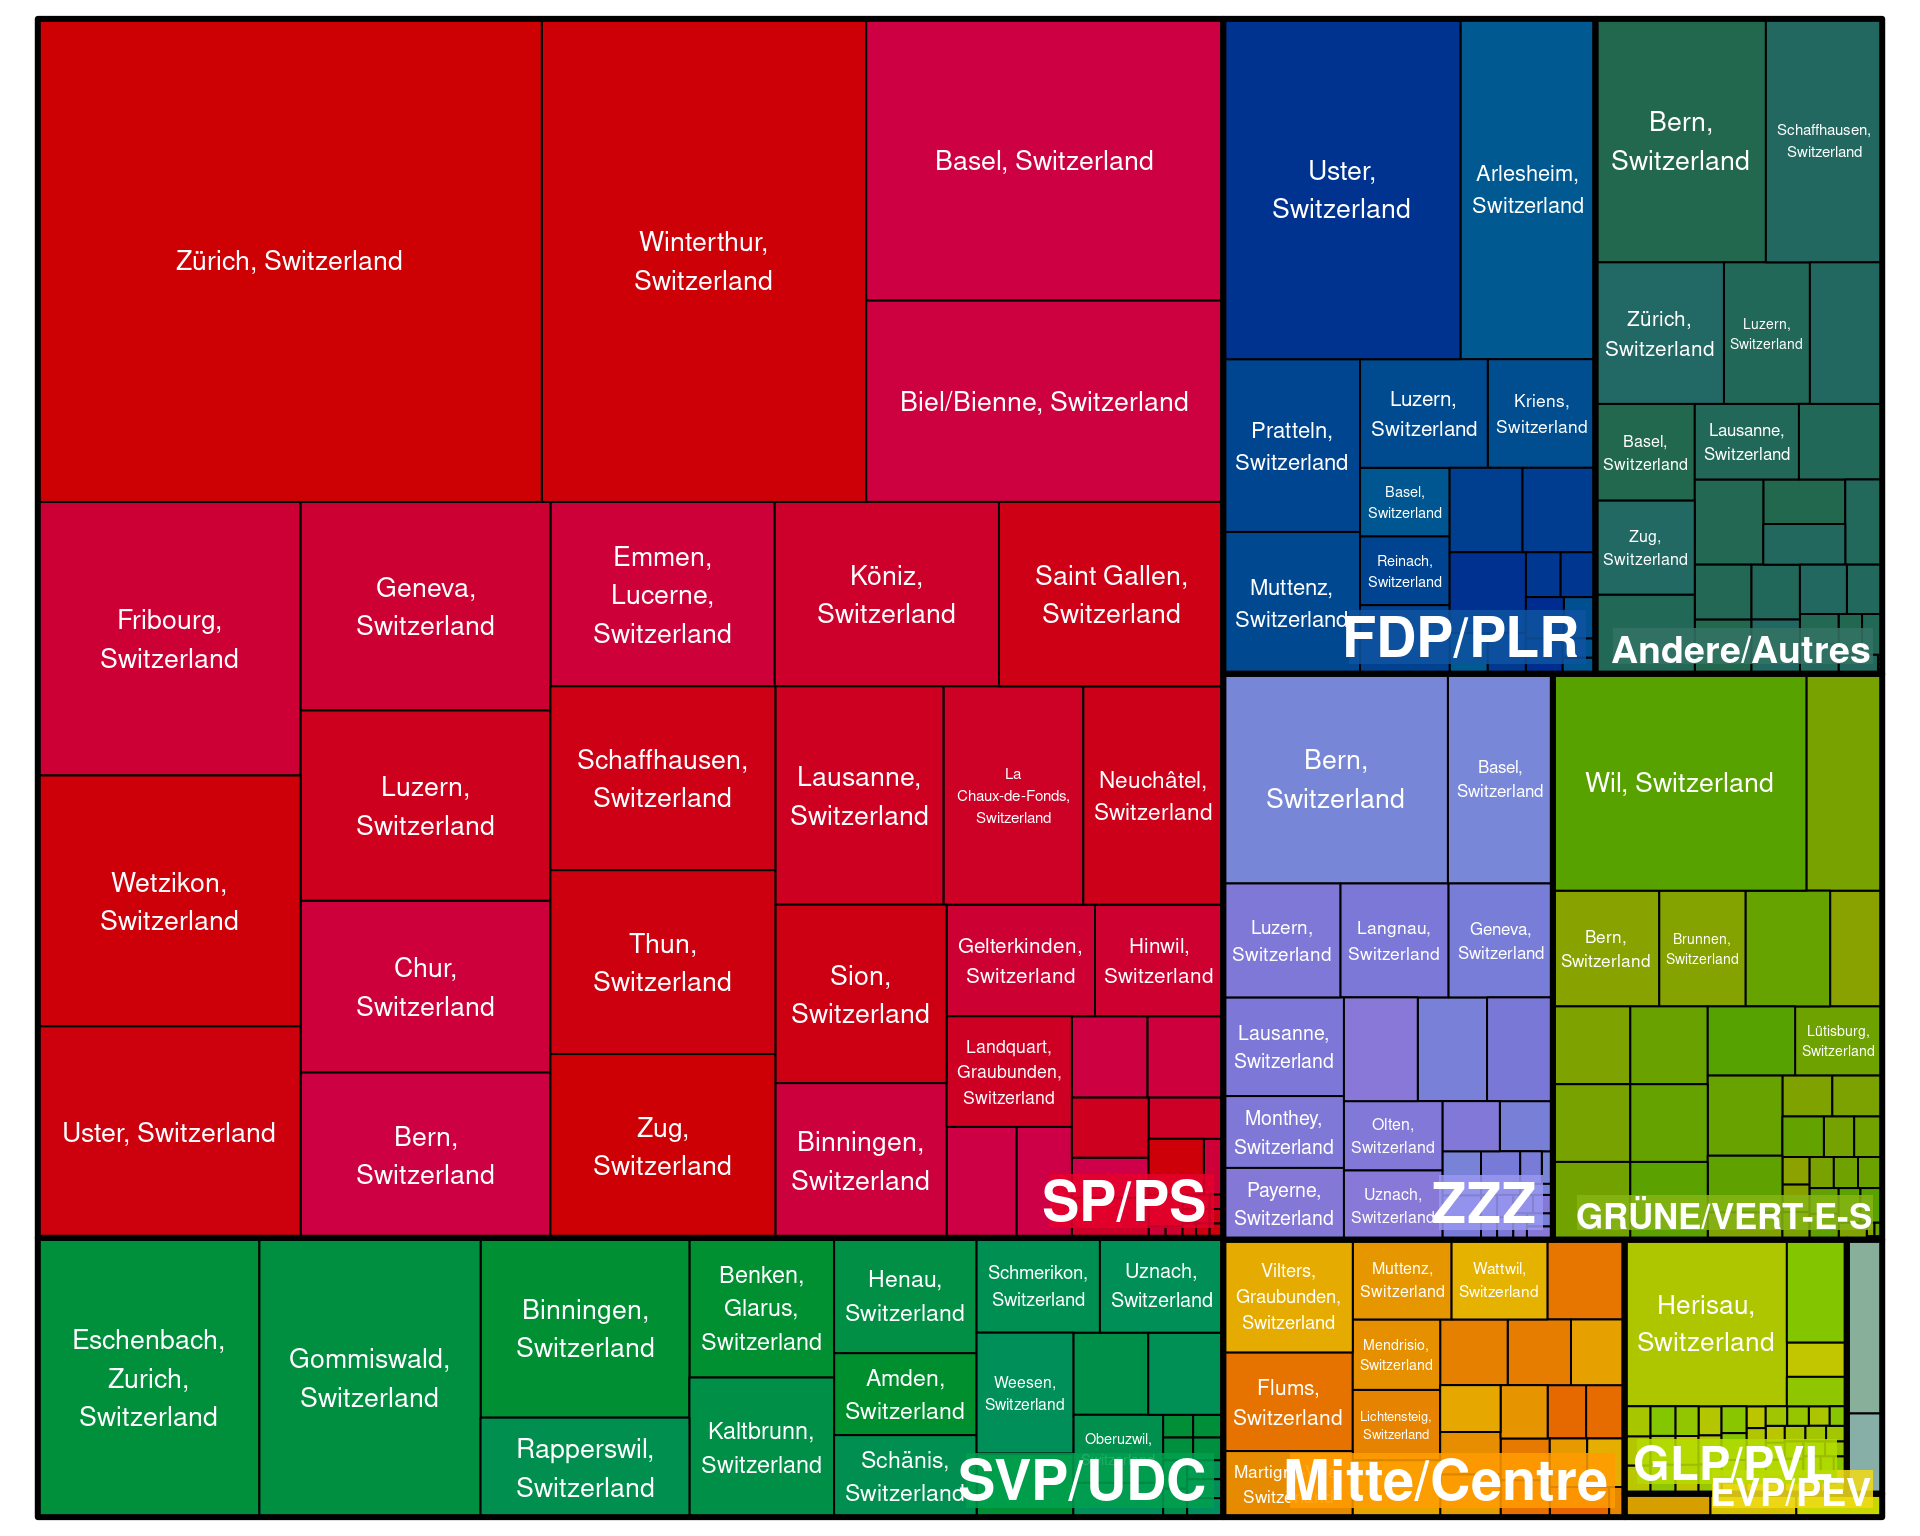 Zürich, Switzerland
Winterthur,
Switzerland
Basel, Switzerland
Biel/Bienne, Switzerland
Fribourg,
Switzerland
Wetzikon,
Switzerland
Uster, Switzerland
Geneva,
Switzerland
Luzern,
Switzerland
Chur,
Switzerland
Bern,
Switzerland
Emmen,
Lucerne,
Switzerland
Schaffhausen,
Switzerland
Thun,
Switzerland
Zug,
Switzerland
Köniz,
Switzerland
Saint Gallen,
Switzerland
Lausanne,
Switzerland
La
Chaux-de-Fonds,
Switzerland
Neuchâtel,
Switzerland
Sion,
Switzerland
Binningen,
Switzerland
Gelterkinden,
Switzerland
Hinwil,
Switzerland
Landquart,
Graubunden,
Switzerland
SP/PS
Uster,
Switzerland
Arlesheim,
Switzerland
Pratteln,
Switzerland
Muttenz,
Switzerland
Luzern,
Switzerland
Kriens,
Switzerland
Basel,
Switzerland
Reinach,
Switzerland
FDP/PLR
Bern,
Switzerland
Schaffhausen,
Switzerland
Zürich,
Switzerland
Luzern,
Switzerland
Basel,
Switzerland
Lausanne,
Switzerland
Zug,
Switzerland
Andere/Autres
Bern,
Switzerland
Basel,
Switzerland
Luzern,
Switzerland
Langnau,
Switzerland
Geneva,
Switzerland
Lausanne,
Switzerland
Monthey,
Switzerland
Payerne,
Switzerland
Olten,
Switzerland
Uznach,
Switzerland
ZZZ
Wil, Switzerland
Bern,
Switzerland
Brunnen,
Switzerland
Lütisburg,
Switzerland
GRÜNE/VERT-E-S
Eschenbach,
Zurich,
Switzerland
Gommiswald,
Switzerland
Binningen,
Switzerland
Rapperswil,
Switzerland
Benken,
Glarus,
Switzerland
Kaltbrunn,
Switzerland
Henau,
Switzerland
Amden,
Switzerland
Schänis,
Switzerland
Schmerikon,
Switzerland
Uznach,
Switzerland
Weesen,
Switzerland
Oberuzwil,
SVP/UDC
Vilters,
Graubunden,
Switzerland
Flums,
Switzerland
Muttenz,
Switzerland
Wattwil,
Switzerland
Mendrisio,
Switzerland
Lichtensteig,
Switzerland
Mitte/Centre
Herisau,
Switzerland
GLP/PVL
EVP/PEV